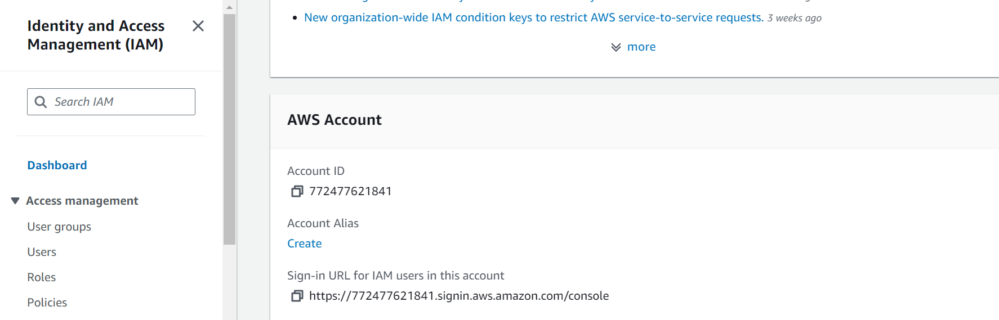 Identity and Access
Management (IAM)
Search IAM
Dashboard
Access management
User groups
Users
Roles
Policies
New organization-wide IAM condition keys to restrict AWS service-to-service requests. 3 weeks ago
more
AWS Account
Account ID
772477621841
Account Alias
Create
Sign-in URL for IAM users in this account
https://772477621841.signin.aws.amazon.com/console